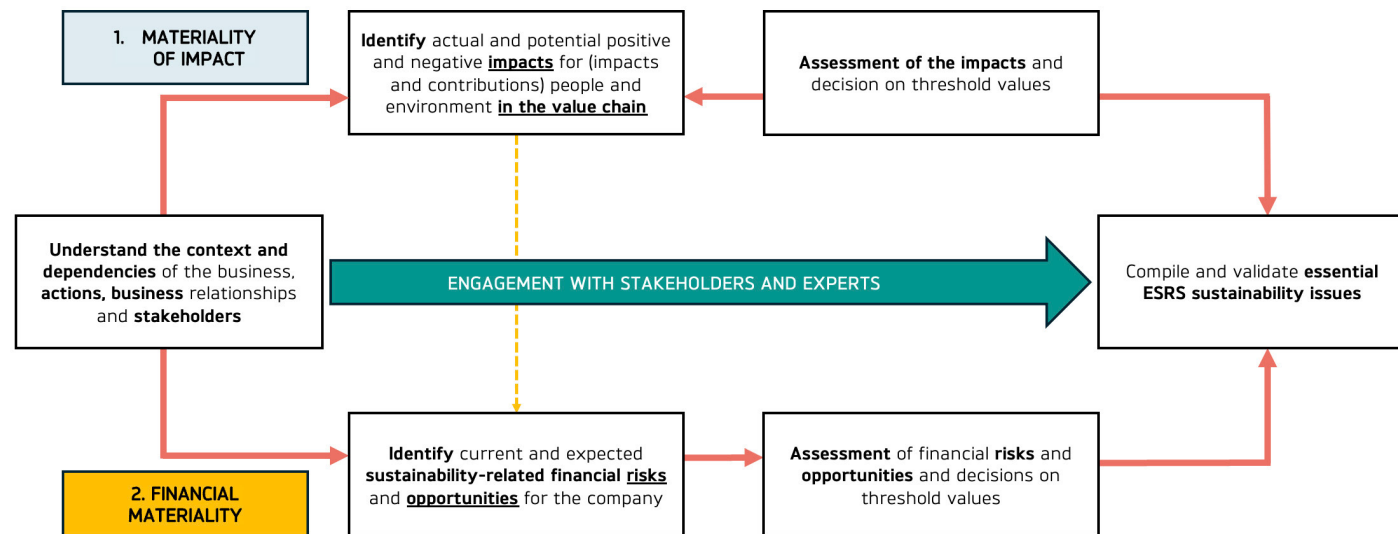 1. MATERIALITY
OF IMPACT
Identify actual and potential positive
and negative impacts for (impacts
and contributions) people and
environment in the value chain
Assessment of the impacts and
decision on threshold values
Understand the context and
dependencies of the business,
actions, business relationships
and stakeholders
ENGAGEMENT WITH STAKEHOLDERS AND EXPERTS
Compile and validate essential
ESRS sustainability issues
2. FINANCIAL
MATERIALITY
Identify current and expected
sustainability-related financial risks
and opportunities for the company
Assessment of financial risks and
opportunities and decisions on
threshold values